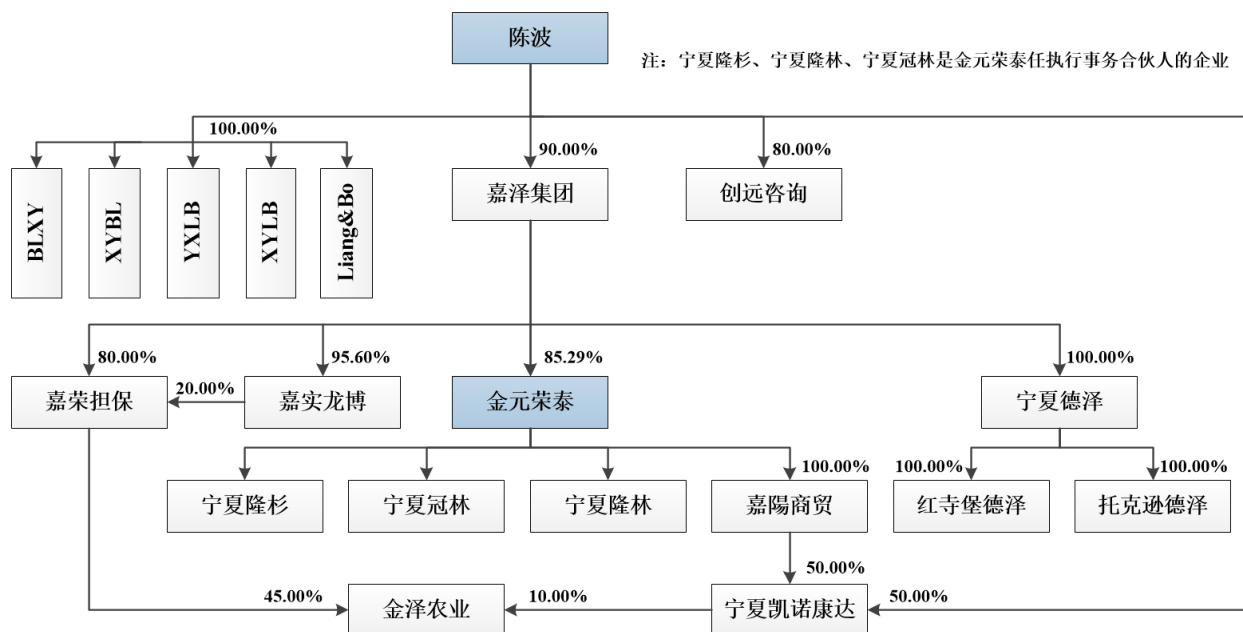 陈波
注：宁夏隆杉、宁夏隆林、宁夏冠林是金元荣泰任执行事务合伙人的企业
100.00%
90.00%
80.00%
BLXY
XYBL
YXLB
XYLB
Liang&Bo
嘉泽集团
创远咨询
80.00%
95.60%
85.29%
100.00%
嘉荣担保
20.00%
嘉实龙博
金元荣泰
宁夏德泽
100.00%
100.00%
100.00%
宁夏隆杉
宁夏冠林
宁夏隆林
嘉陽商贸
红寺堡德泽
托克逊德泽
50.00%
45.00%
金泽农业
10.00%
宁夏凯诺康达
50.00%